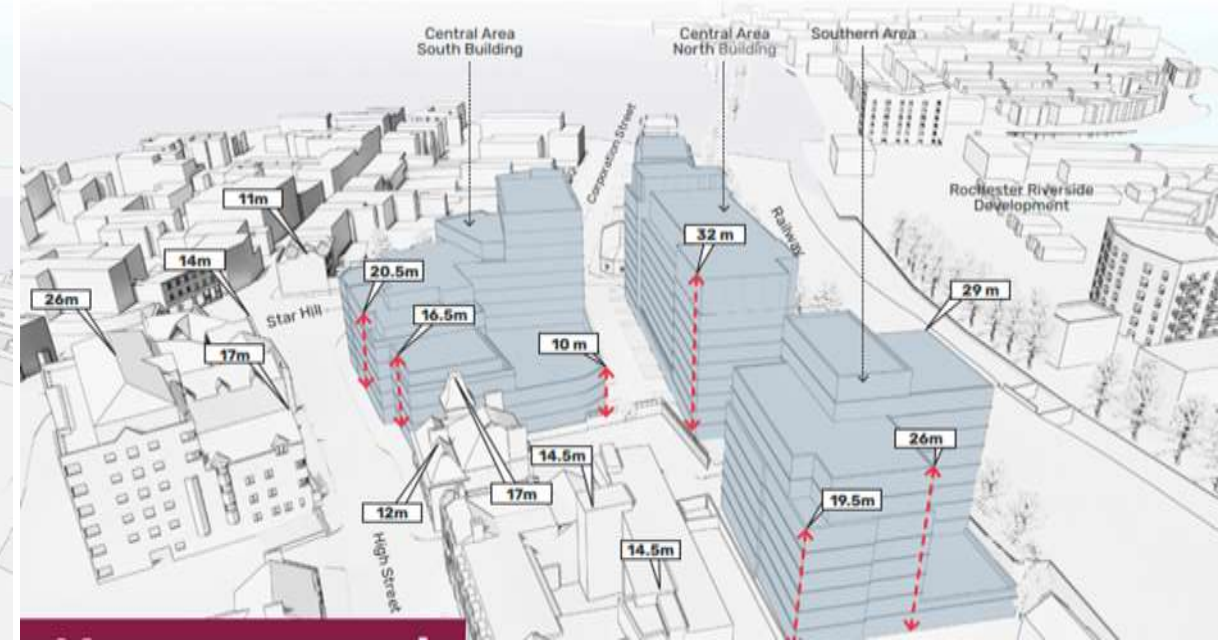 Central Area
South Building
Central Area
North Building
Southern Area
Corporation Street
Rochester Riverside
Development
11m
Railway
32 m
14m
20.5m
26m
29 m
Star Hill
16.5m
10 m
17m
26m
14.5m
17m
19.5m
12m
14.5m
High Street